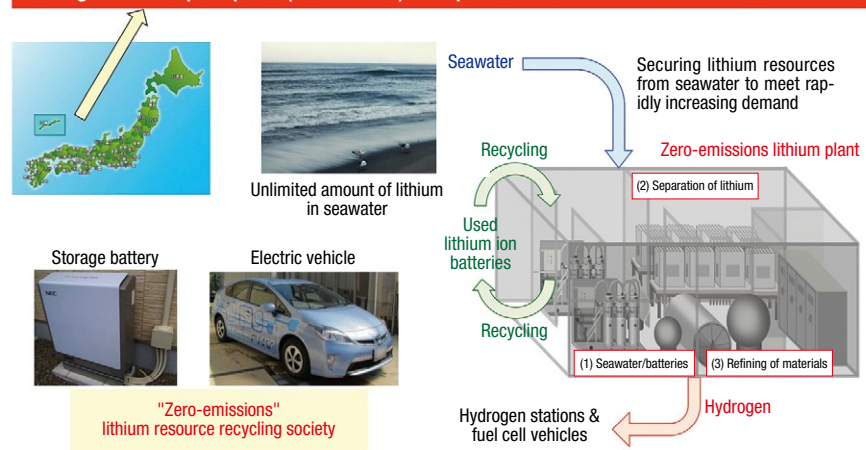 Seawater
Securing lithium resources
from seawater to meet rap-
idly increasing demand
Recycling
Zero-emissions lithium plant
(2) Separation of lithium
Unlimited amount of lithium
in seawater
Used
lithium ion
batteries
Storage battery
Electric vehicle
NEC
Recycling
(1) Seawater/batteries
(3) Refining of materials
"Zero-emissions"
lithium resource recycling society
Hydrogen
Hydrogen stations &
fuel cell vehicles